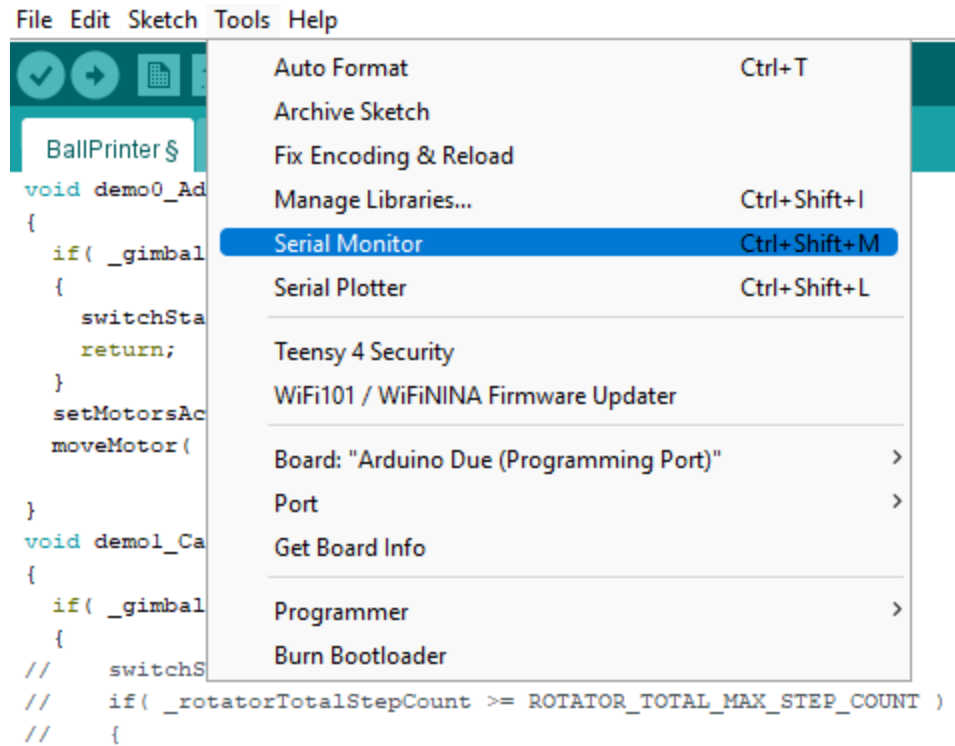 File Edit Sketch Tools Help
Auto Format Ctrl+T
Archive Sketch
BallPrinter §
Fix Encoding & Reload
void demo0_Ad
Manage Libraries... Ctrl+Shift+I
{
if( _gimbal
Serial Monitor Ctrl+Shift+M
{
Serial Plotter Ctrl+Shift+L
switchSta
return;
Teensy 4 Security
}
WiFi101 / WiFiNINA Firmware Updater
setMotorsAc
moveMotor(
Board: "Arduino Due (Programming Port)"
Port
}
void demo1_Ca
Get Board Info
{
if( _gimbal
Programmer
{
Burn Bootloader
// switchS
// if( _rotatorTotalStepCount >= ROTATOR_TOTAL_MAX_STEP_COUNT )
// {